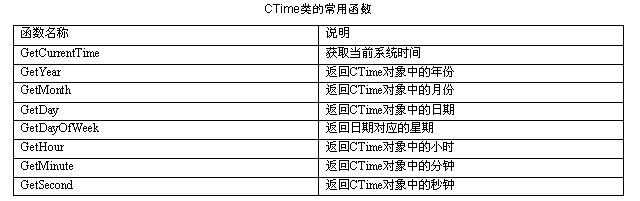 CTime类的常用函数
函数名称 说明
GetCurrentTime 获取当前系统时间
GetYear 返回CTime对象中的年份
GetMonth 返回CTime对象中的月份
GetDay 返回CTime对象中的日期
GetDayOfWeek 返回日期对应的星期
GetHour 返回CTime对象中的小时
GetMinute 返回CTime对象中的分钟
GetSecond 返回CTime对象中的秒钟